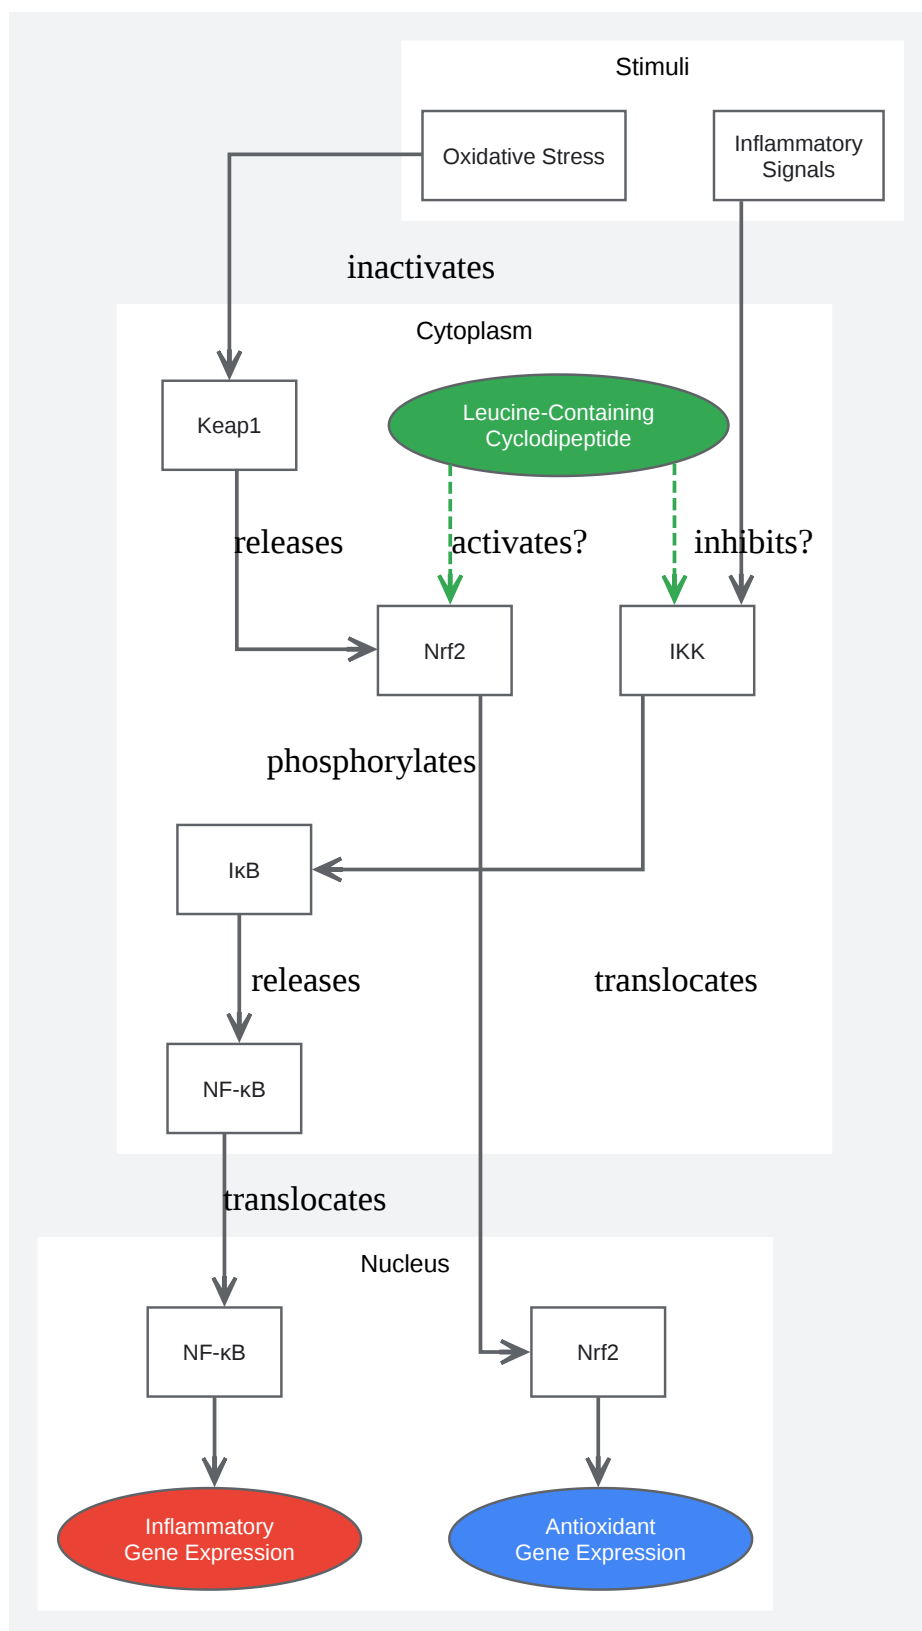 Stimuli
Oxidative Stress
Inflammatory
Signals
inactivates
Cytoplasm
Keap1
Leucine-Containing
Cyclodipeptide
releases
activates?
inhibits?
Nrf2
IKK
phosphorylates
IκB
releases
translocates
NF-κB
translocates
Nucleus
NF-κB
Nrf2
Inflammatory
Gene Expression
Antioxidant
Gene Expression